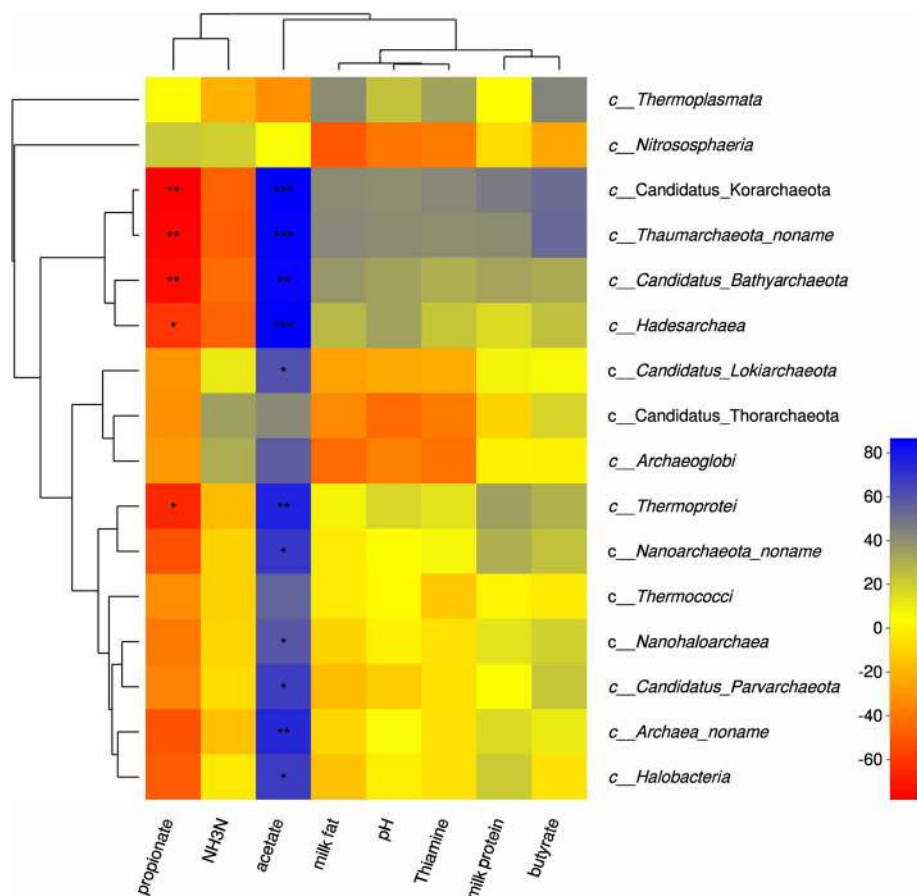 c__Thermoplasmata
c__Nitrososphaeria
** *** c__Candidatus_Korarchaeota
** *** c__Thaumarchaeota_noname
** ** c__Candidatus_Bathyarchaeota
* *** c__Hadesarchaea
* c__Candidatus_Lokiarchaeota
c__Candidatus_Thorarchaeota
c__Archaeoglobi
* ** c__Thermoprotei
* c__Nanoarchaeota_noname
c__Thermococci
* c__Nanohaloarchaea
* c__Candidatus_Parvarchaeota
** c__Archaea_noname
* c__Halobacteria
80
60
40
20
0
-20
-40
-60
propionate
NH3N
acetate
milk fat
pH
Thiamine
milk protein
butyrate